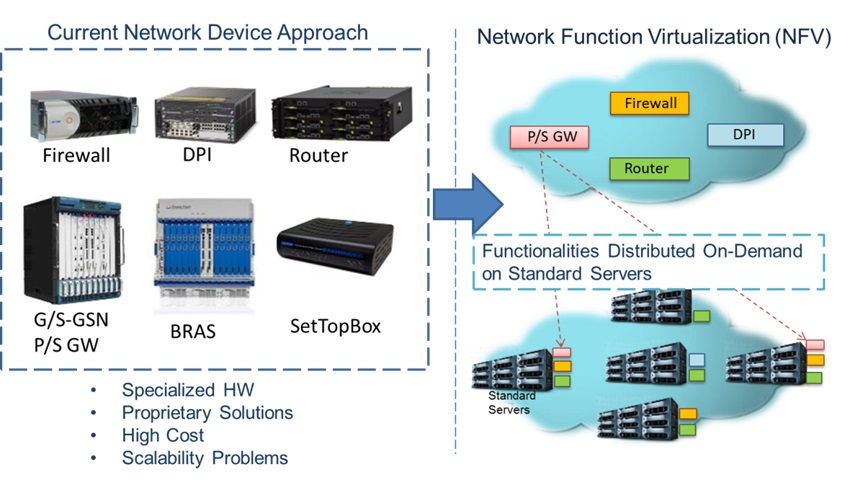 Current Network Device Approach
Firewall
DPI
Router
G/S-GSN
P/S GW
BRAS
SetTopBox
• Specialized HW
• Proprietary Solutions
• High Cost
• Scalability Problems
Network Function Virtualization (NFV)
Firewall
P/S GW
DPI
Router
Functionalities Distributed On-Demand
on Standard Servers
Standard
Servers